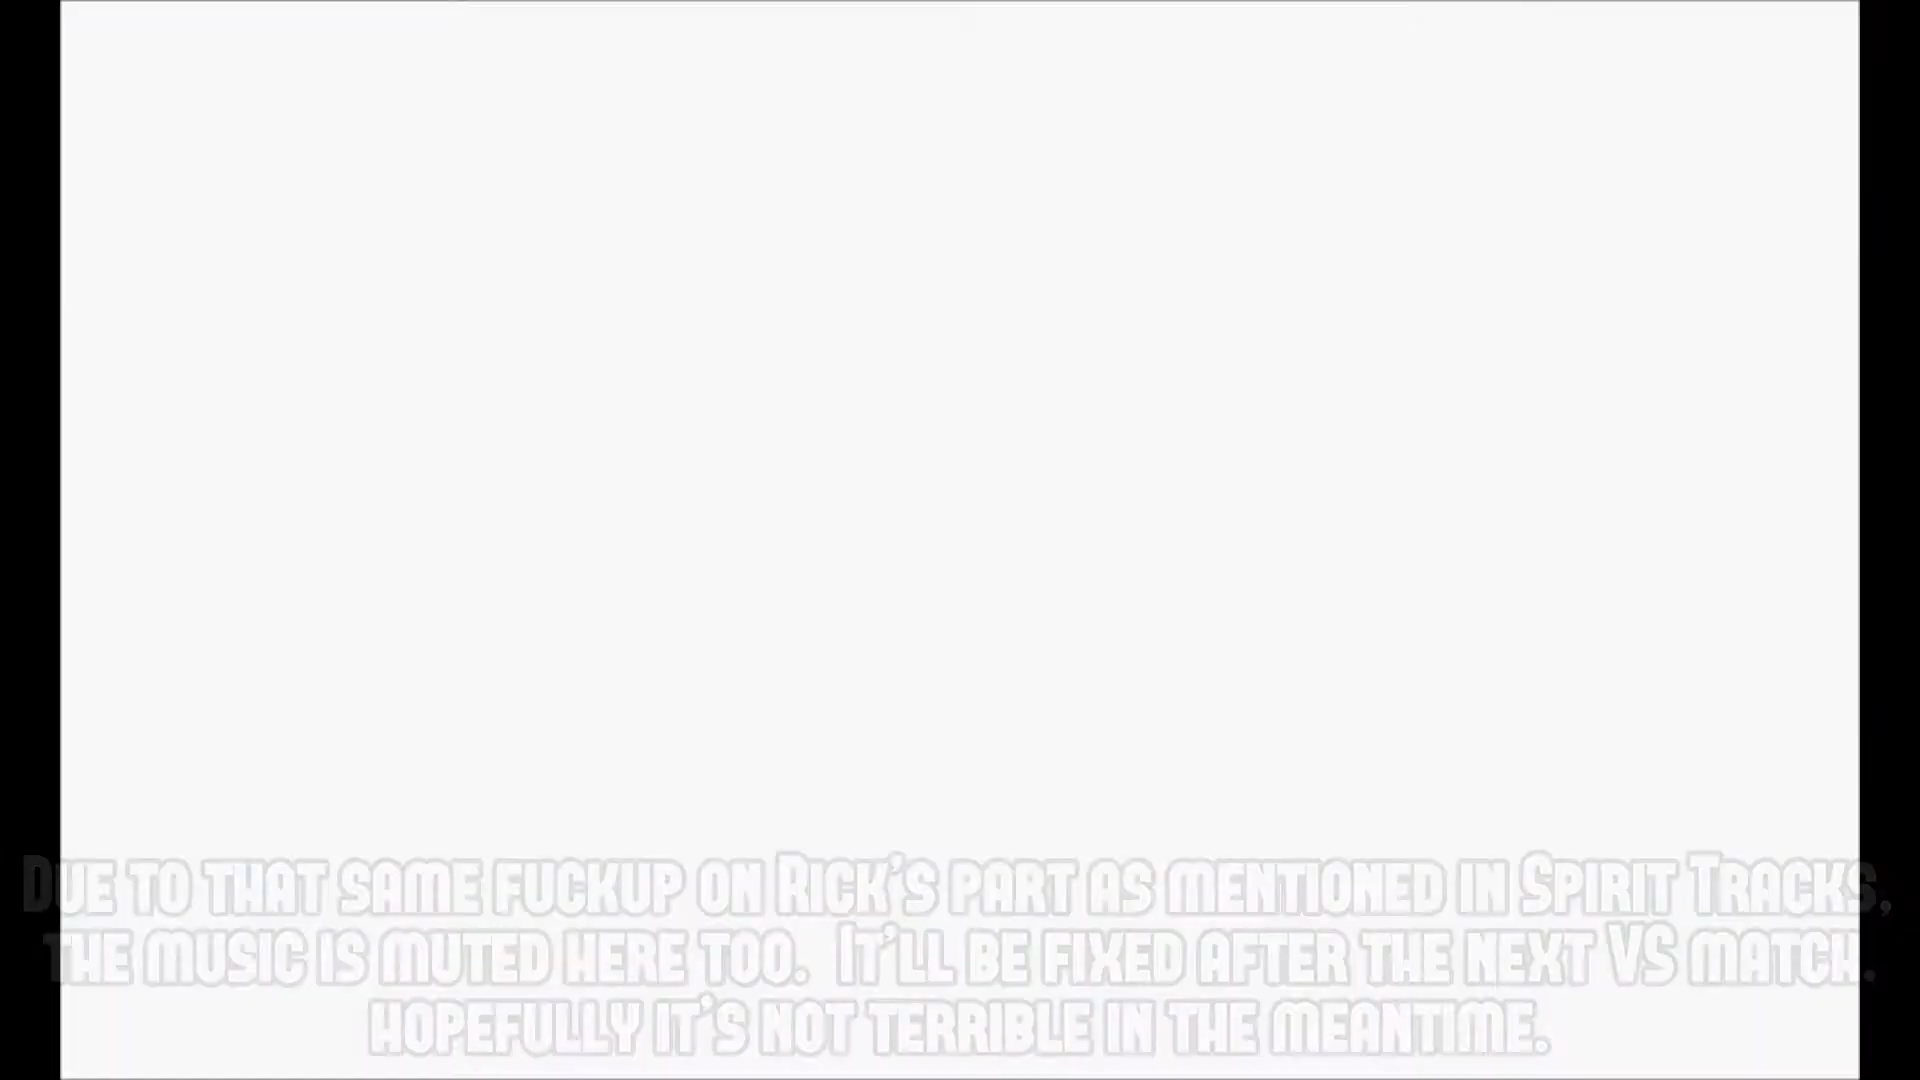 Due to that same fuckup on Rick's part as mentioned in Spirit Tracks,
the music is muted here too.  It'll be fixed after the next VS match.
Hopefully it's not terrible in the meantime.